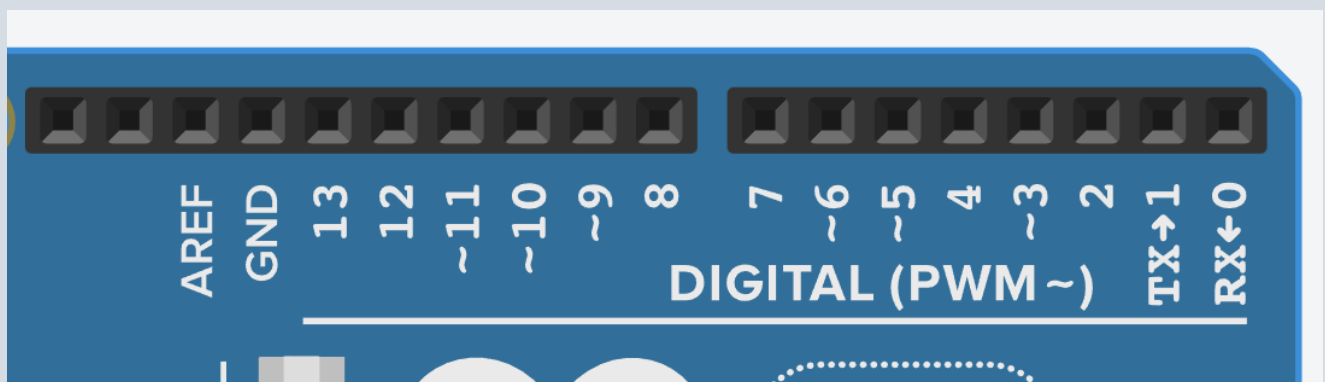 AREF
GND
13
12
~11
~10
~9
8
7
~6
~5
4
~3
2
TX→1
RX←0
DIGITAL (PWM~)